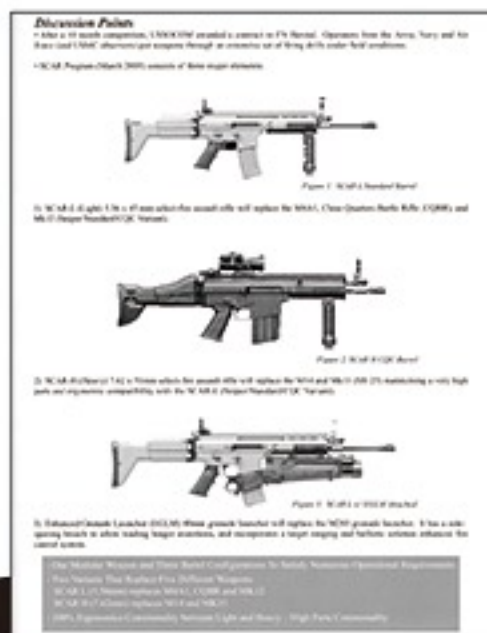 Discussion Points
• After a 10 month competition, USSOCOM awarded a contract to FN Herstal. Operators from the Army, Navy and Air
Force (and USMC observers) put weapons through an extensive set of firing drills under field conditions.
• SCAR Program (March 2005) consists of three major elements:
Figure 1: SCAR-L Standard Barrel
1) SCAR-L (Light) 5.56 x 45mm select-fire assault rifle will replace the M4A1, Close Quarters Battle Rifle (CQBR), and
(Sniper/Standard/CQC Variant).
Figure 2: SCAR-H CQC Barrel
2) SCAR-H (Heavy) 7.62 x 51mm select-fire assault rifle will replace the M14 and Mk11 maintaining a very high
parts and ergonomic compatibility with the SCAR-L (Sniper/Standard/CQC Variant).
Figure 3: SCAR-L w/ EGLM Attached
3) Enhanced Grenade Launcher (EGLM) 40mm grenade launcher will replace the M203 grenade launcher. It has a side-
opening breech to allow loading longer munitions, and incorporates a target ranging and ballistic solution enhanced fire
control system.
One Modular Weapon and Three Barrel Configurations To Satisfy Numerous Operational Requirements
Two Variants That Replace Five Different Weapons
SCAR-L (5.56mm) replaces M4A1, CQBR and MK12
SCAR-H (7.62mm) replaces M14 and MK11
100% Ergonomics Commonality between Light and Heavy - High Parts Commonality